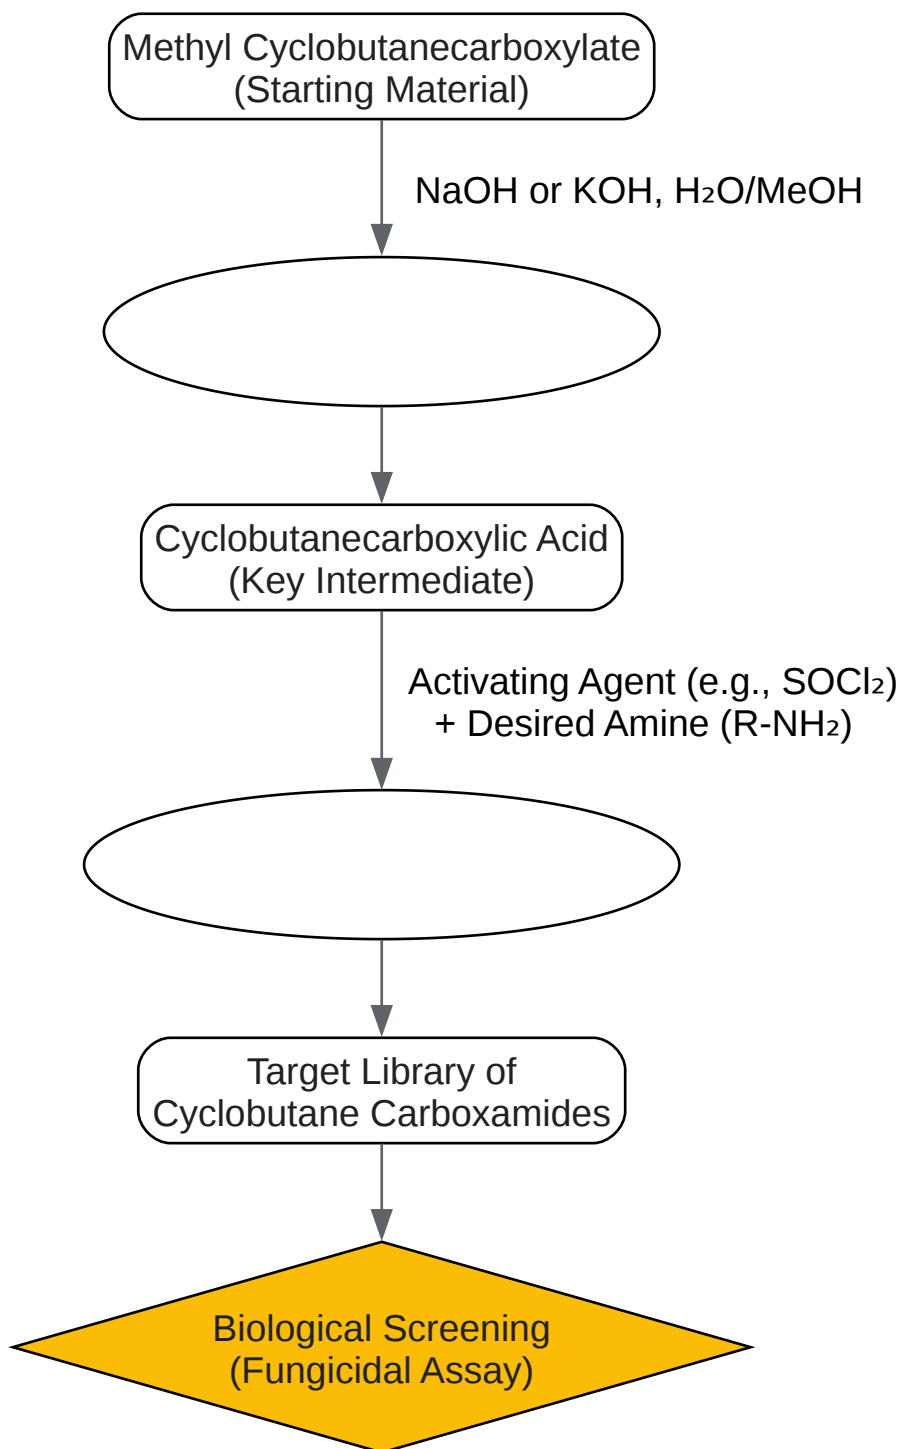 Methyl Cyclobutanecarboxylate
(Starting Material)
NaOH or KOH, H₂O/MeOH
Cyclobutanecarboxylic Acid
(Key Intermediate)
Activating Agent (e.g., SOCl₂)
+ Desired Amine (R-NH₂)
Target Library of
Cyclobutane Carboxamides
Biological Screening
(Fungicidal Assay)